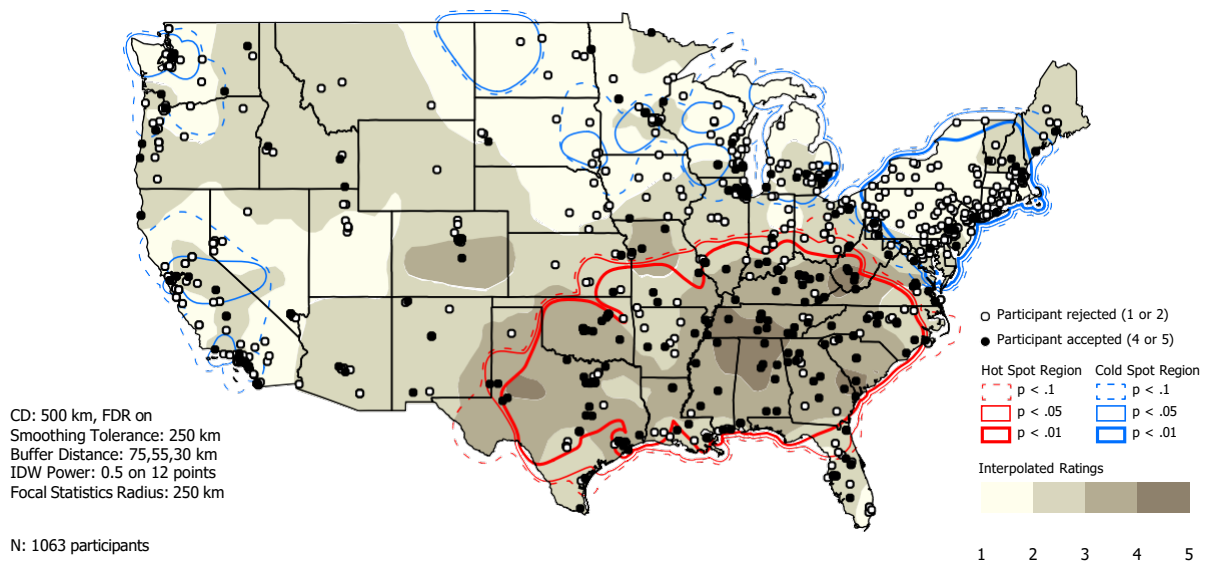 Participant rejected (1 or 2)
Participant accepted (4 or 5)
Hot Spot Region Cold Spot Region
p < .1 p < .1
p < .05 p < .05
p < .01 p < .01
Interpolated Ratings
1 2 3 4 5
CD: 500 km, FDR on
Smoothing Tolerance: 250 km
Buffer Distance: 75,55,30 km
IDW Power: 0.5 on 12 points
Focal Statistics Radius: 250 km
N: 1063 participants